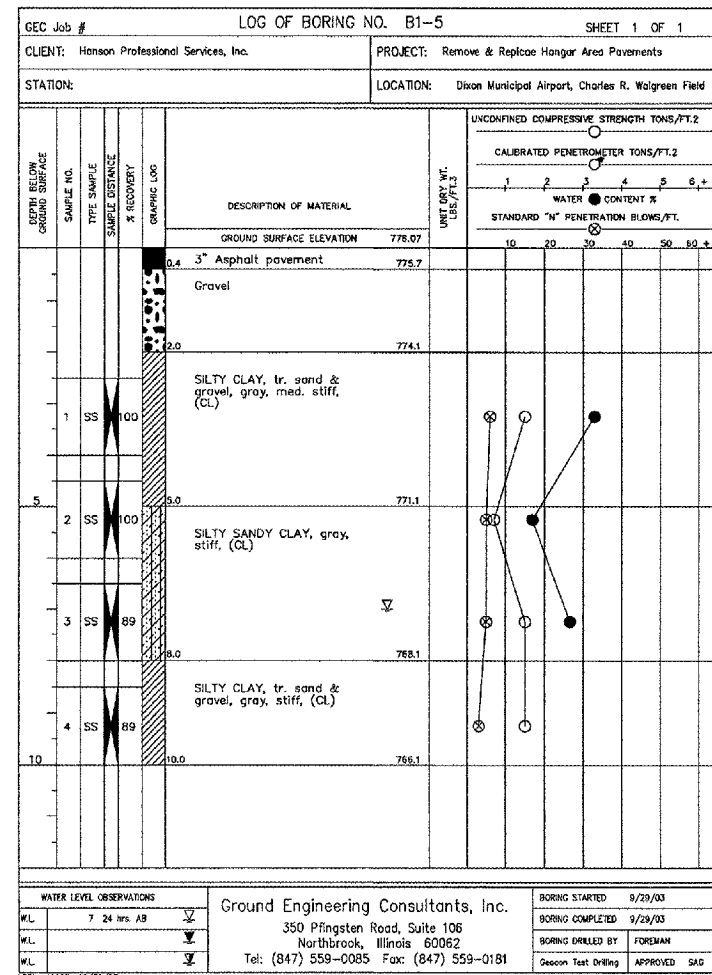 GEC Job # LOG OF BORING NO. B1-5 SHEET 1 OF 1
CLIENT: Hanson Professional Services, Inc. PROJECT: Remove & Replcae Hangar Area Pavements
STATION: LOCATION: Dixon Municipal Airport, Charles R. Walgreen Field
DEPTH BELOW GROUND SURFACE
SAMPLE NO.
TYPE SAMPLE
SAMPLE DISTANCE
% RECOVERY
GRAPHIC LOG
DESCRIPTION OF MATERIAL
GROUND SURFACE ELEVATION 776.07
UNIT DRY WT. LBS./FT.3
UNCONFINED COMPRESSIVE STRENGTH TONS/FT.2
CALIBRATED PENETROMETER TONS/FT.2
1 2 3 4 5 6 +
WATER CONTENT %
STANDARD "N" PENETRATION BLOWS/FT.
10 20 30 40 50 60 +
0.4 3" Asphalt pavement 775.7
Gravel
2.0 774.1
SILTY CLAY, tr. sand &
gravel, gray, med. stiff,
(CL)
1 SS 100
5 5.0 771.1
2 SS 100
SILTY SANDY CLAY, gray,
stiff, (CL)
3 SS 89
8.0 768.1
SILTY CLAY, tr. sand &
gravel, gray, stiff, (CL)
4 SS 89
10 10.0 766.1
WATER LEVEL OBSERVATIONS
W.L. 7 24 hrs. AB
W.L.
W.L.
Ground Engineering Consultants, Inc.
350 Pfingsten Road, Suite 106
Northbrook, Illinois 60062
Tel: (847) 559-0085 Fax: (847) 559-0181
BORING STARTED 9/29/03
BORING COMPLETED 9/29/03
BORING DRILLED BY FOREMAN
Geocon Test Drilling APPROVED SAG